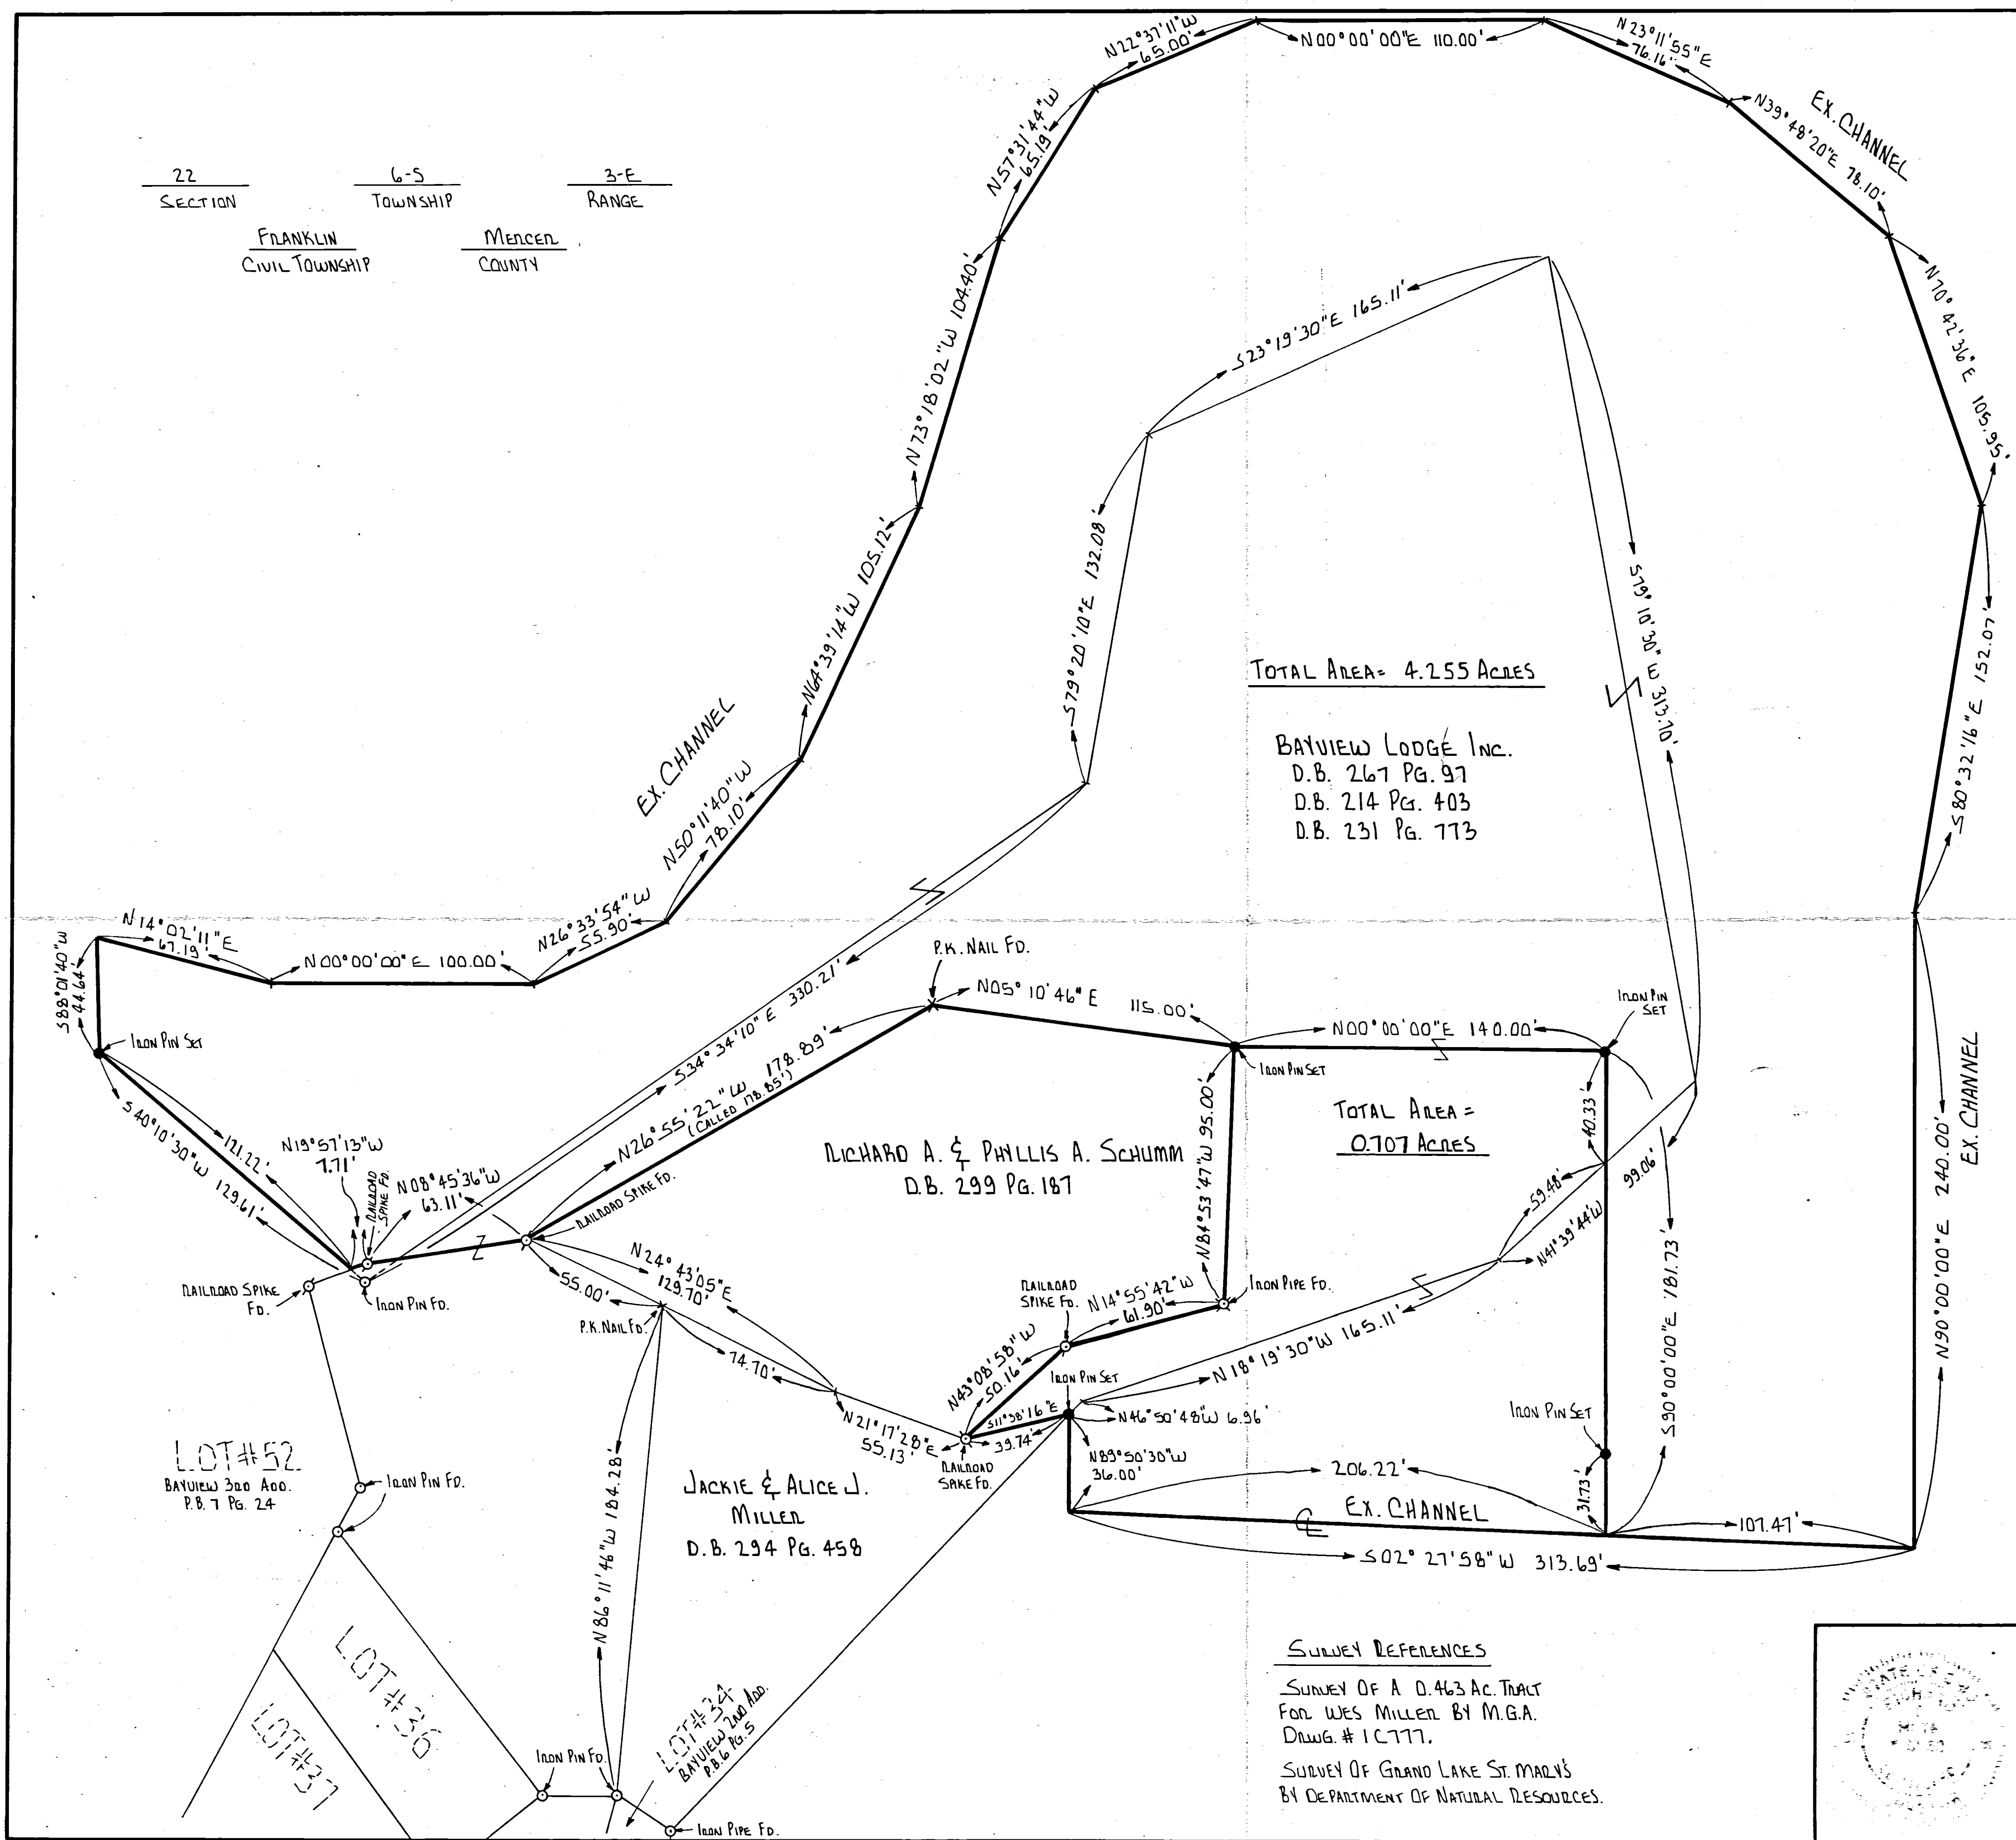 22
SECTION
6-S
TOWNSHIP
3-E
RANGE
FRANKLIN
CIVIL TOWNSHIP
MERCER
COUNTY
N22°37'11"W
65.00'
N00°00'00"E 110.00'
N23°11'55"E
76.16'
N39°48'20"E 78.10'
EX. CHANNEL
N57°31'44"W
65.19'
N70°42'36"E 105.95'
N73°18'02"W 104.40'
S23°19'30"E 165.11'
N64°39'14"W 105.12'
S79°20'10"E 132.08'
S79°10'30"W 313.70'
S80°32'16"E 152.07'
EX. CHANNEL
N50°11'40"W
78.10'
TOTAL AREA= 4.255 ACRES
BAYVIEW LODGE INC.
D.B. 267 PG. 97
D.B. 214 PG. 403
D.B. 231 PG. 773
N14°02'11"E
67.19'
S88°01'40"W
44.64'
N00°00'00"E 100.00'
N26°33'54"W
55.90'
IRON PIN SET
S34°34'10"E 330.21'
P.K. NAIL FD.
N05°10'46"E 115.00'
N00°00'00"E 140.00'
IRON PIN
SET
IRON PIN SET
N26°55'22"W 178.89'
(CALLED 178.85')
121.22'
S40°10'30"W 129.61'
N19°57'13"W
7.71'
RAILROAD
SPIKE FD.
N08°45'36"W
63.11'
RAILROAD SPIKE FD.
RICHARD A. & PHYLLIS A. SCHUMM
D.B. 299 PG. 187
N84°53'47"W 95.00'
TOTAL AREA=
0.707 ACRES
40.33'
59.48'
99.06'
N41°39'44"W
S90°00'00"E 181.73'
N90°00'00"E 240.00'
EX. CHANNEL
RAILROAD SPIKE
FD.
IRON PIN FD.
N24°43'05"E
129.70'
55.00'
P.K. NAIL FD.
74.70'
RAILROAD
SPIKE FD.
N14°55'42"W
61.90'
IRON PIPE FD.
N18°19'30"W 165.11'
N43°08'58"W
50.16'
IRON PIN SET
S11°38'16"E
39.74'
N46°50'48"W 6.96'
N21°17'28"E
55.13'
RAILROAD
SPIKE FD.
N89°50'30"W
36.00'
IRON PIN SET
31.73'
206.22'
EX. CHANNEL
107.47'
S02°27'58"W 313.69'
LOT #52
BAYVIEW 3RD ADD.
P.B. 7 PG. 24
IRON PIN FD.
N86°11'46"W 184.28'
JACKIE & ALICE J.
MILLER
D.B. 294 PG. 458
LOT #36
LOT #37
IRON PIN FD.
LOT #34
BAYVIEW 2ND ADD.
P.B. 6 PG. 5
IRON PIPE FD.
SURVEY REFERENCES
SURVEY OF A 0.463 AC. TRACT
FOR WES MILLER BY M.G.A.
DRWG. # 1C777.
SURVEY OF GRAND LAKE ST. MARY'S
BY DEPARTMENT OF NATURAL RESOURCES.
STATE OF